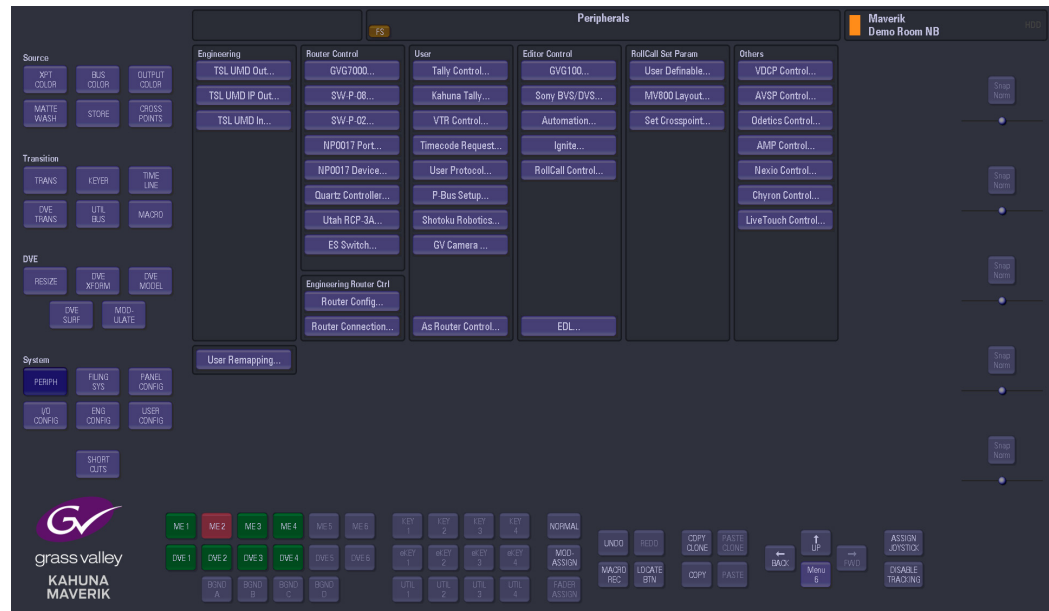 Peripherals
FS
Maverik
Demo Room NB
HDD
Source
XPT
COLOR
BUS
COLOR
OUTPUT
COLOR
MATTE
WASH
STORE
CROSS
POINTS
Transition
TRANS
KEYER
TIME
LINE
DVE
TRANS
UTIL
BUS
MACRO
DVE
RESIZE
DVE
XFORM
DVE
MODEL
DVE
SURF
MOD-
ULATE
System
PERIPH
FILING
SYS
PANEL
CONFIG
I/O
CONFIG
ENG
CONFIG
USER
CONFIG
SHORT
CUTS
Engineering
TSL UMD Out...
TSL UMD IP Out...
TSL UMD In...
Router Control
GVG7000...
SW-P-08...
SW-P-02...
NP0017 Port...
NP0017 Device...
Quartz Controller...
Utah RCP-3A...
ES Switch...
Engineering Router Ctrl
Router Config...
Router Connection...
User
Tally Control...
Kahuna Tally...
VTR Control...
Timecode Request...
User Protocol...
P-Bus Setup...
Shotoku Robotics...
GV Camera ...
As Router Control...
Editor Control
GVG100...
Sony BVS/DVS...
Automation...
Ignite...
RollCall Control...
EDL...
RollCall Set Param
User Definable...
MV800 Layout...
Set Crosspoint...
Others
VDCP Control...
AVSP Control...
Odetics Control...
AMP Control...
Nexio Control...
Chyron Control...
LiveTouch Control...
User Remapping...
Snap
Norm
Snap
Norm
Snap
Norm
Snap
Norm
Snap
Norm
GV
grass valley
KAHUNA
MAVERIK
ME 1
ME 2
ME 3
ME 4
ME 5
ME 6
DVE 1
DVE 2
DVE 3
DVE 4
DVE 5
DVE 6
BGND
A
BGND
B
BGND
C
BGND
D
KEY
1
KEY
2
KEY
3
KEY
4
eKEY
1
eKEY
2
eKEY
3
eKEY
4
UTIL
1
UTIL
2
UTIL
3
UTIL
4
NORMAL
MOD-
ASSIGN
FADER
ASSIGN
UNDO
REDO
MACRO
REC
LOCATE
BTN
COPY
CLONE
PASTE
CLONE
COPY
PASTE
←
BACK
↑
UP
Menu
6
→
FWD
ASSIGN
JOYSTICK
DISABLE
TRACKING